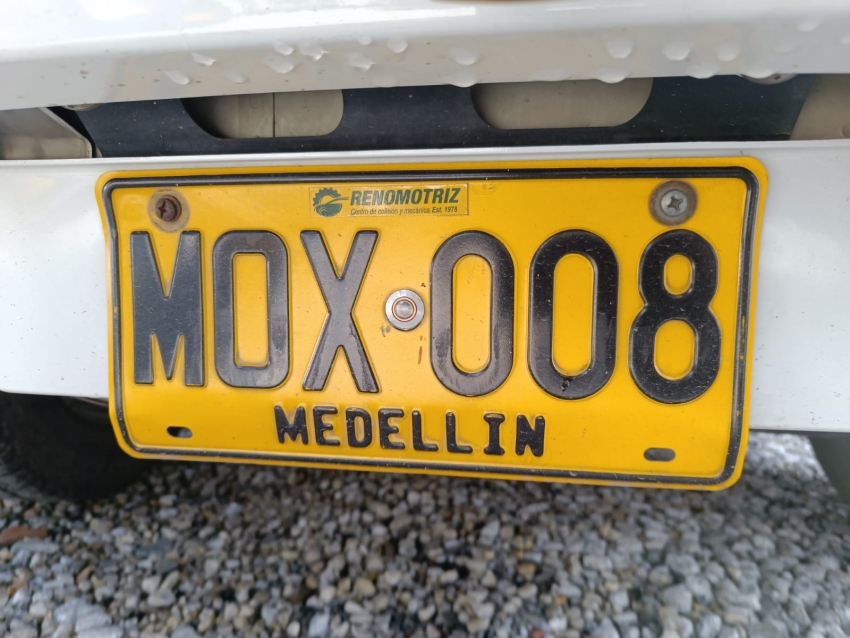 RENOMOTRIZ
Centro de colisión y mecánica Est. 1978
MOX 008
MEDELLIN